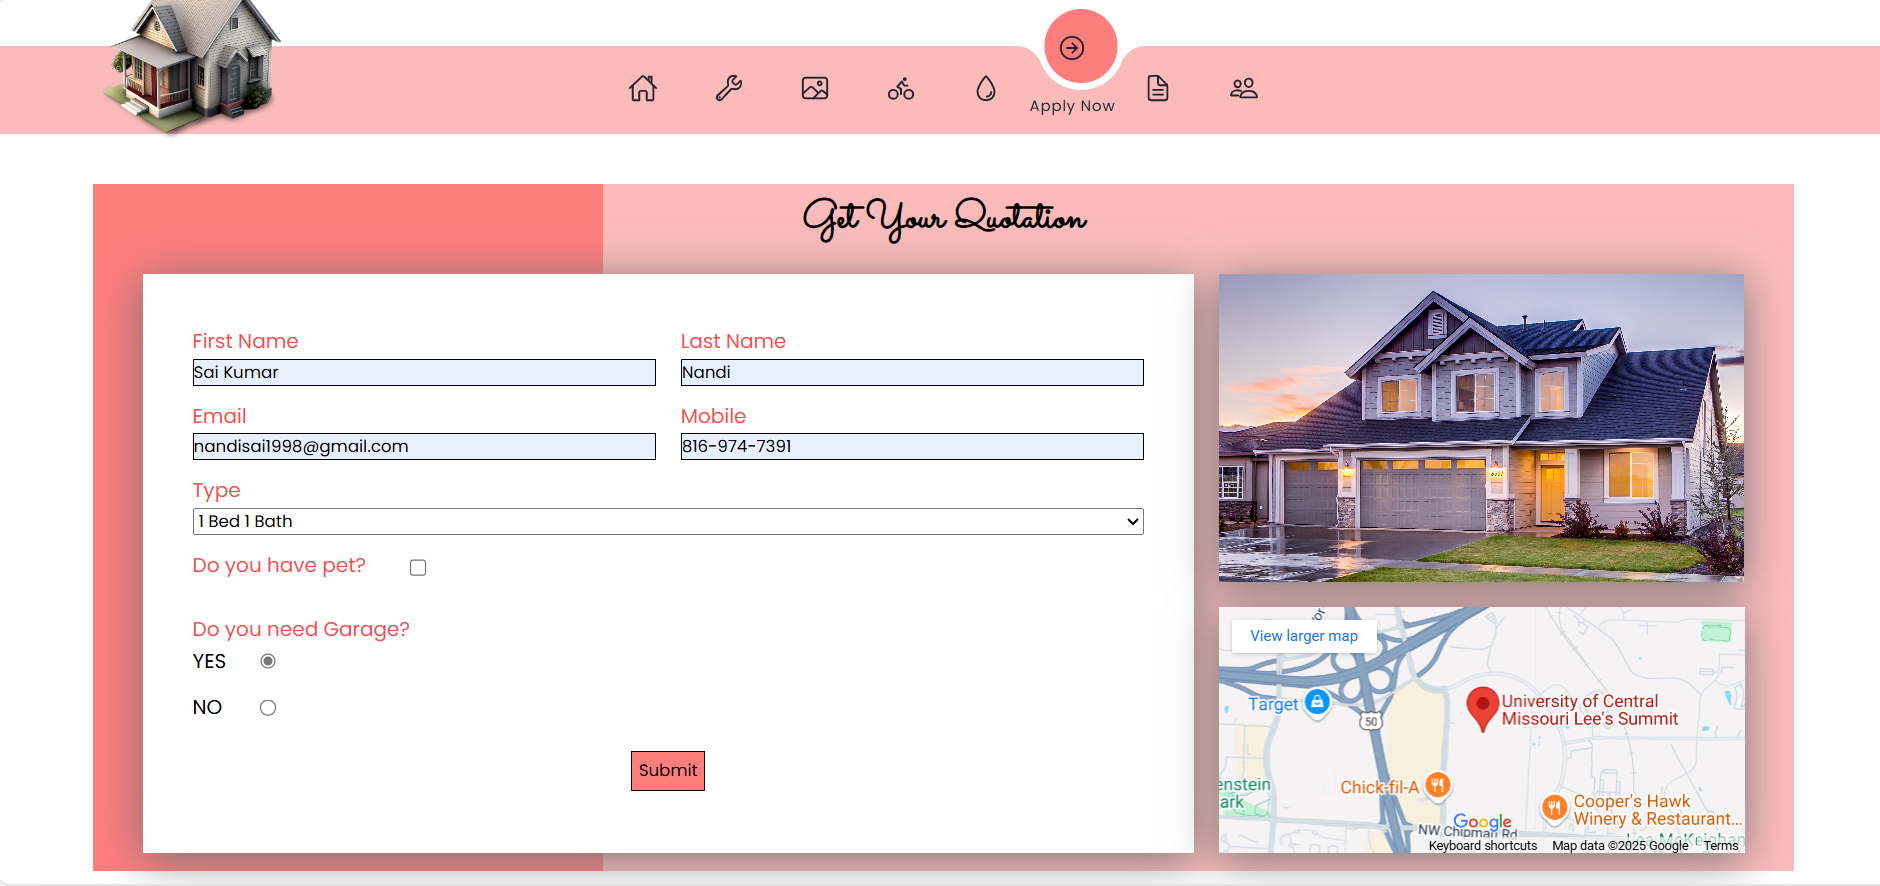 Apply Now
Get Your Quotation
First Name
Last Name
Sai Kumar
Nandi
Email
Mobile
nandisai1998@gmail.com
816-974-7391
Type
1 Bed 1 Bath
Do you have pet?
Do you need Garage?
YES
NO
Submit
View larger map
Target
50
University of Central
Missouri Lee's Summit
enstein
ark
Chick-fil-A
Cooper's Hawk
Winery & Restaurant...
Google
NW Chipman Rd
Keyboard shortcuts
Map data ©2025 Google
Terms